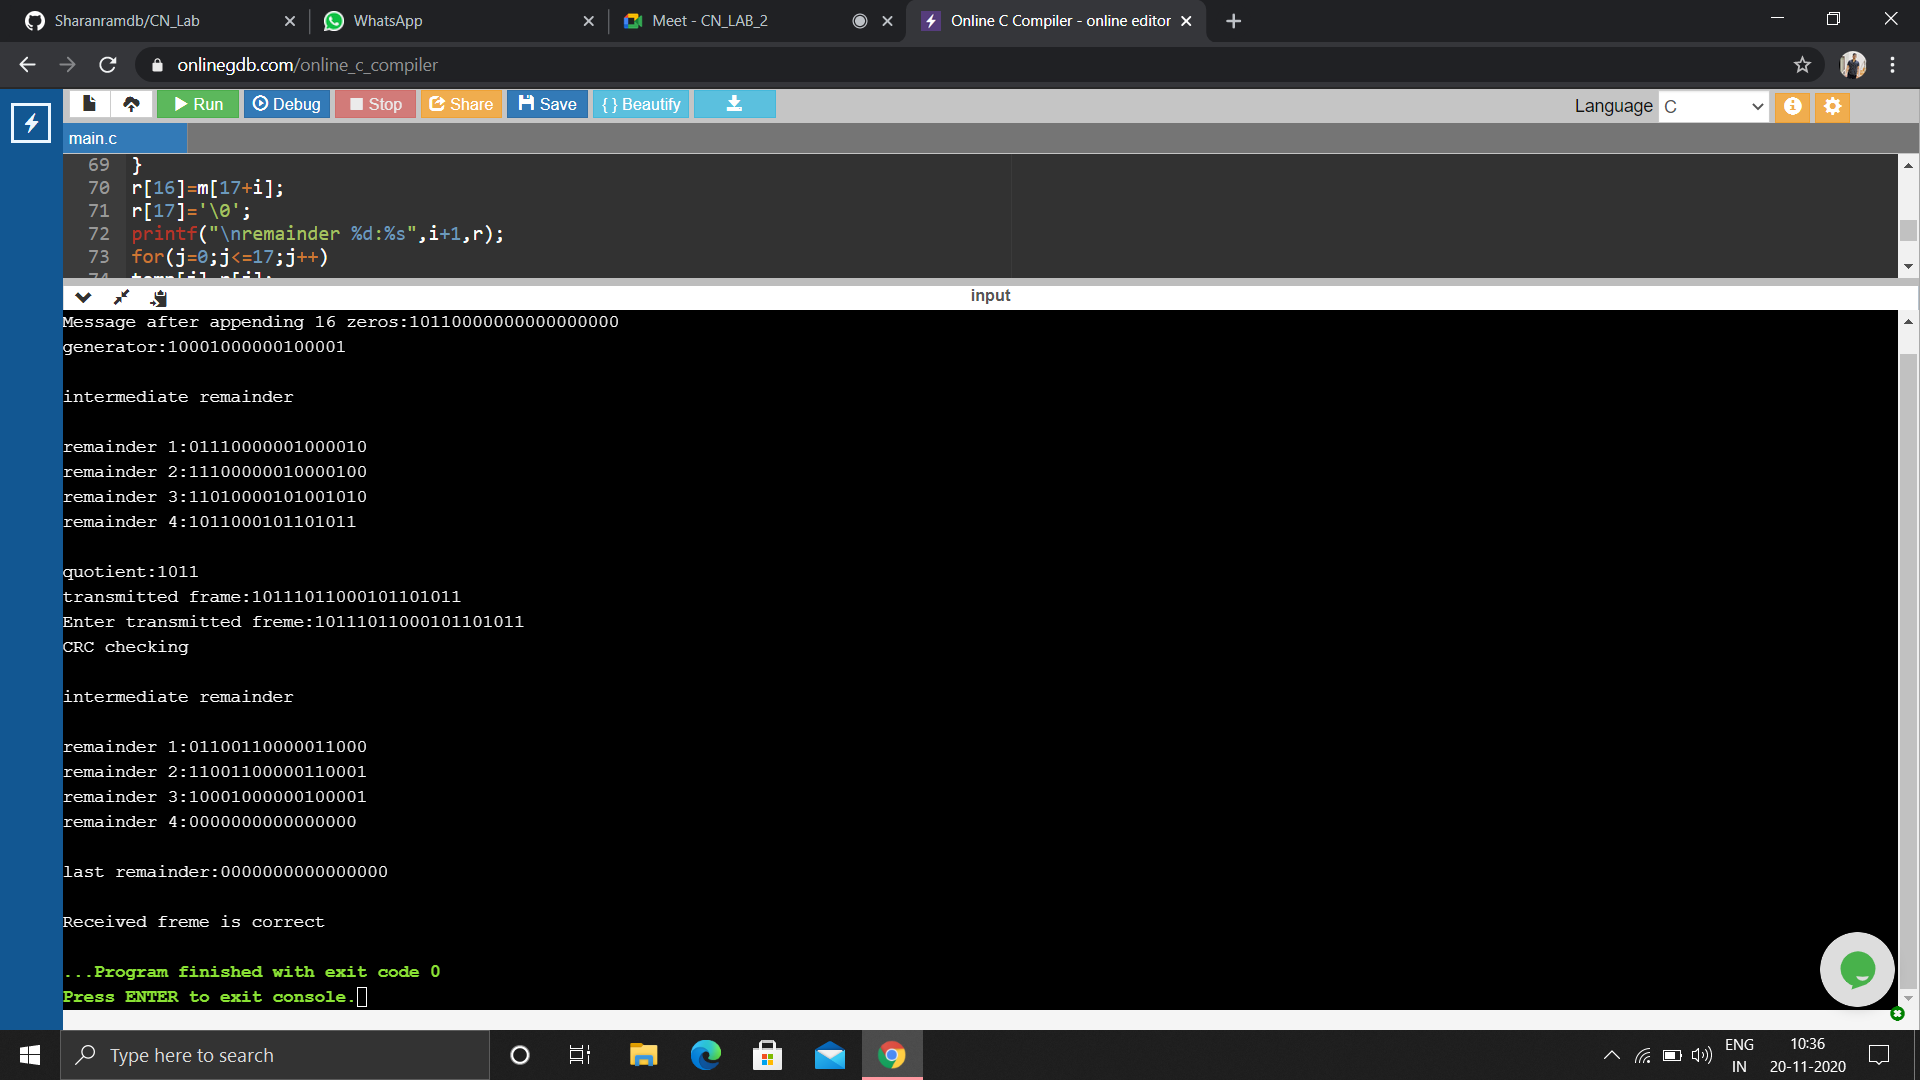 Sharanramdb/CN_Lab
WhatsApp
Meet - CN_LAB_2
Online C Compiler - online editor
onlinegdb.com/online_c_compiler
Run
Debug
Stop
Share
Save
{ } Beautify
Language
C
main.c
69 }
70 r[16]=m[17+i];
71 r[17]='\0';
72 printf("\nremainder %d:%s",i+1,r);
73 for(j=0;j<=17;j++)
input
Message after appending 16 zeros:10110000000000000000
generator:10001000000100001
intermediate remainder
remainder 1:01110000001000010
remainder 2:11100000010000100
remainder 3:11010000101001010
remainder 4:1011000101101011
quotient:1011
transmitted frame:10111011000101101011
Enter transmitted freme:10111011000101101011
CRC checking
intermediate remainder
remainder 1:01100110000011000
remainder 2:11001100000110001
remainder 3:10001000000100001
remainder 4:0000000000000000
last remainder:0000000000000000
Received freme is correct
...Program finished with exit code 0
Press ENTER to exit console.
Type here to search
ENG
IN
10:36
20-11-2020